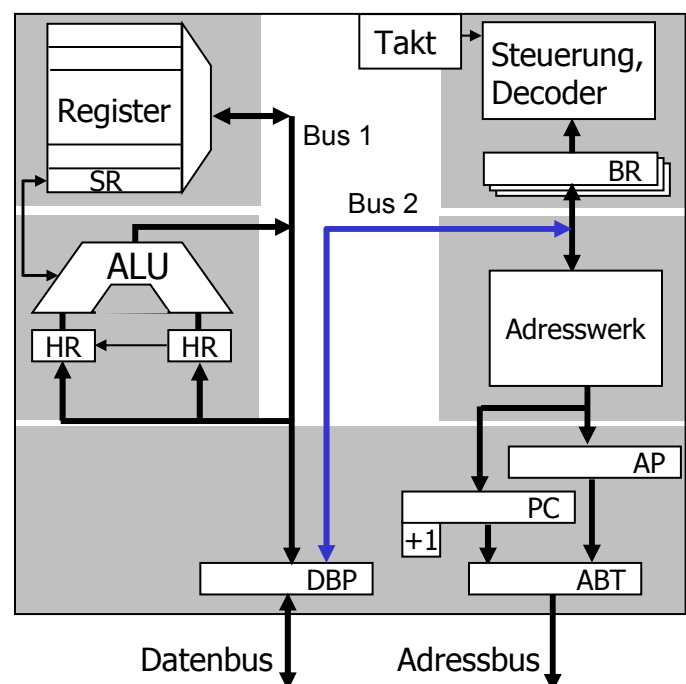 Takt
Steuerung,
Decoder
Register
Bus 1
SR
BR
Bus 2
ALU
Adresswerk
HR
HR
AP
PC
+1
DBP
ABT
Datenbus
Adressbus